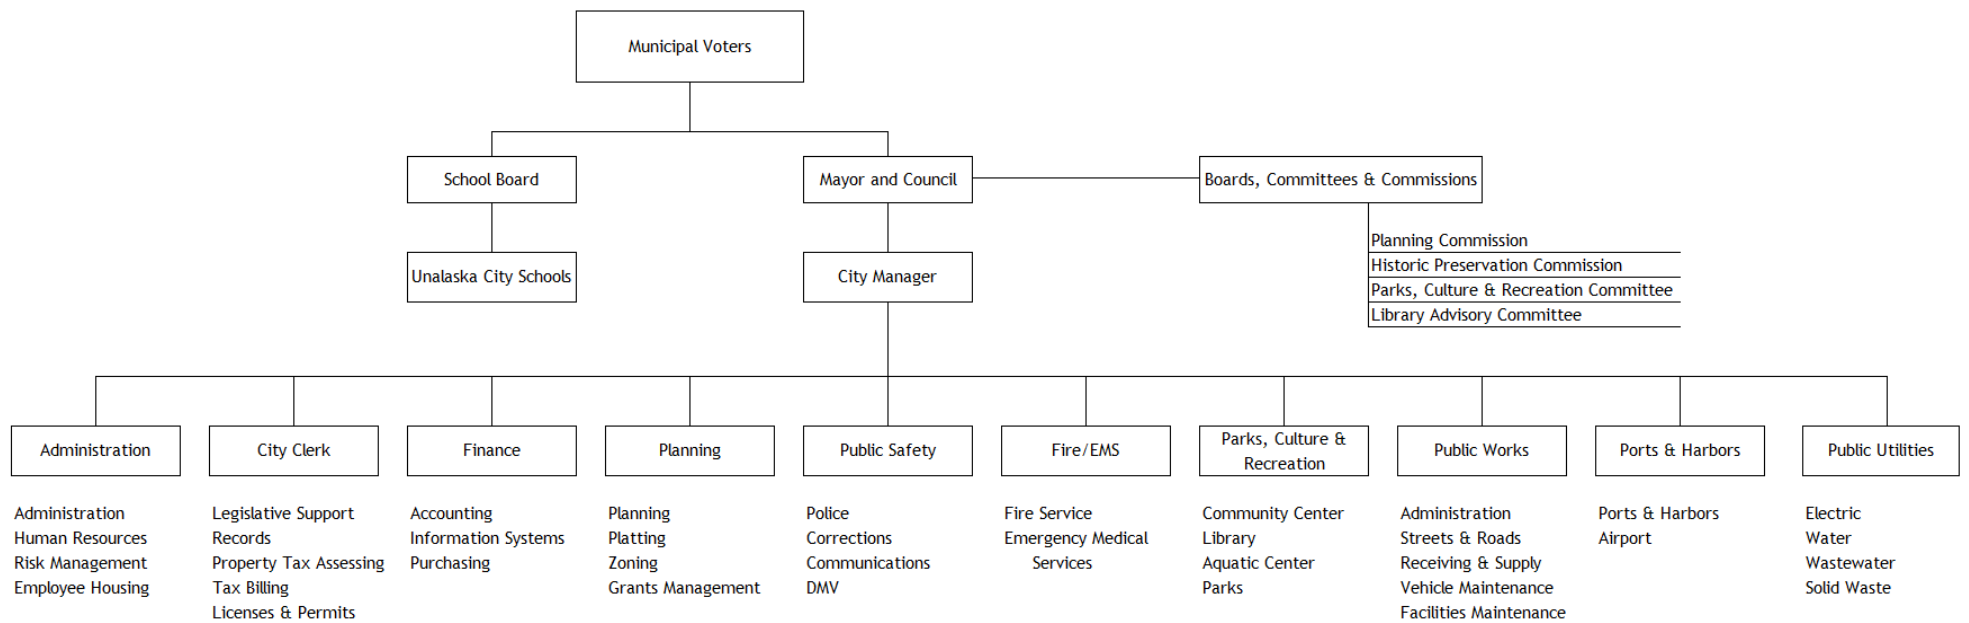 Municipal Voters
School Board
Mayor and Council
Boards, Committees & Commissions
Planning Commission
Historic Preservation Commission
Parks, Culture & Recreation Committee
Library Advisory Committee
Unalaska City Schools
City Manager
Administration
City Clerk
Finance
Planning
Public Safety
Fire/EMS
Parks, Culture &
Recreation
Public Works
Ports & Harbors
Public Utilities
Administration
Human Resources
Risk Management
Employee Housing
Legislative Support
Records
Property Tax Assessing
Tax Billing
Licenses & Permits
Accounting
Information Systems
Purchasing
Planning
Platting
Zoning
Grants Management
Police
Corrections
Communications
DMV
Fire Service
Emergency Medical
Services
Community Center
Library
Aquatic Center
Parks
Administration
Streets & Roads
Receiving & Supply
Vehicle Maintenance
Facilities Maintenance
Ports & Harbors
Airport
Electric
Water
Wastewater
Solid Waste